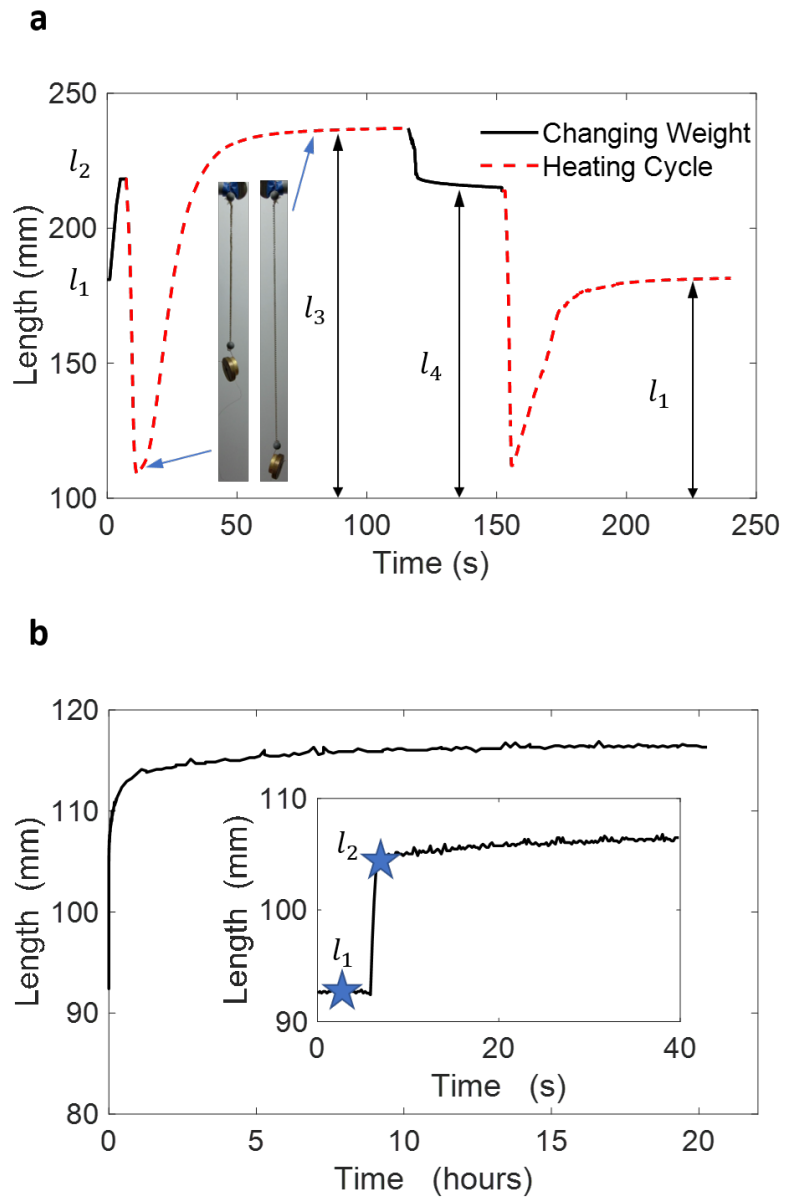 a
250
200
150
100
Length (mm)
l2
l1
Changing Weight
Heating Cycle
l3
l4
l1
0
50
100
150
200
250
Time (s)
b
120
110
100
90
80
Length (mm)
110
100
90
Length (mm)
l2
l1
0
20
40
Time (s)
0
5
10
15
20
Time (hours)